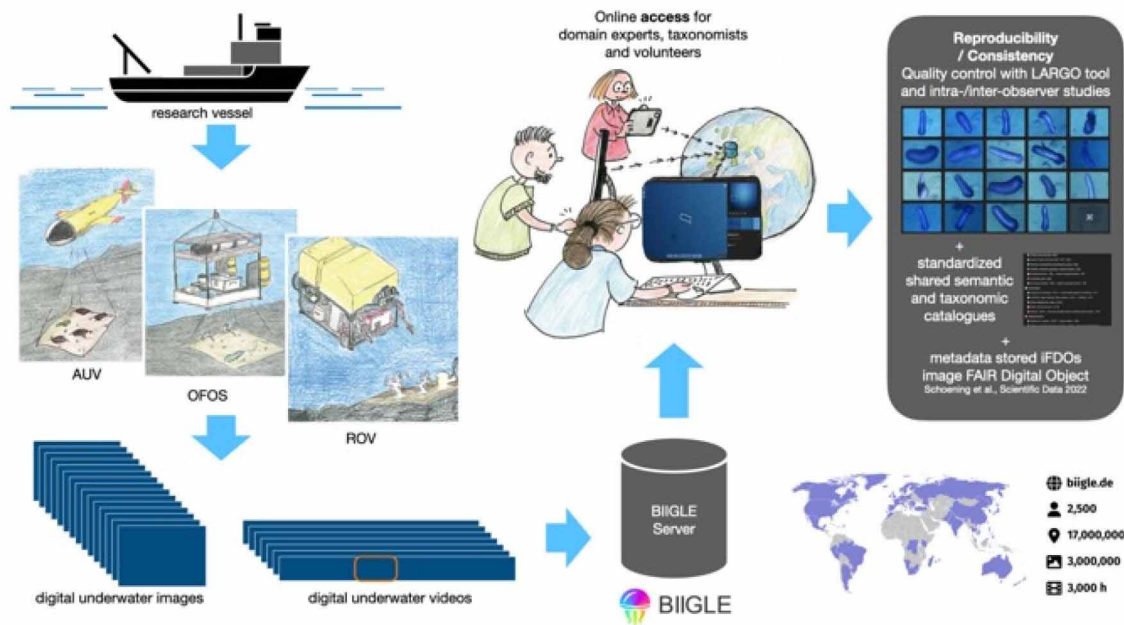 research vessel
AUV
OFOS
ROV
digital underwater images
digital underwater videos
BIIGLE
Server
BIIGLE
Online access for
domain experts, taxonomists
and volunteers
Reproducibility
/ Consistency
Quality control with LARGO tool
and intra-/inter-observer studies
+
standardized
shared semantic
and taxonomic
catalogues
+
metadata stored iFDOs
image FAIR Digital Object
Schoening et al., Scientific Data 2022
biigle.de
2,500
17,000,000
3,000,000
3,000 h